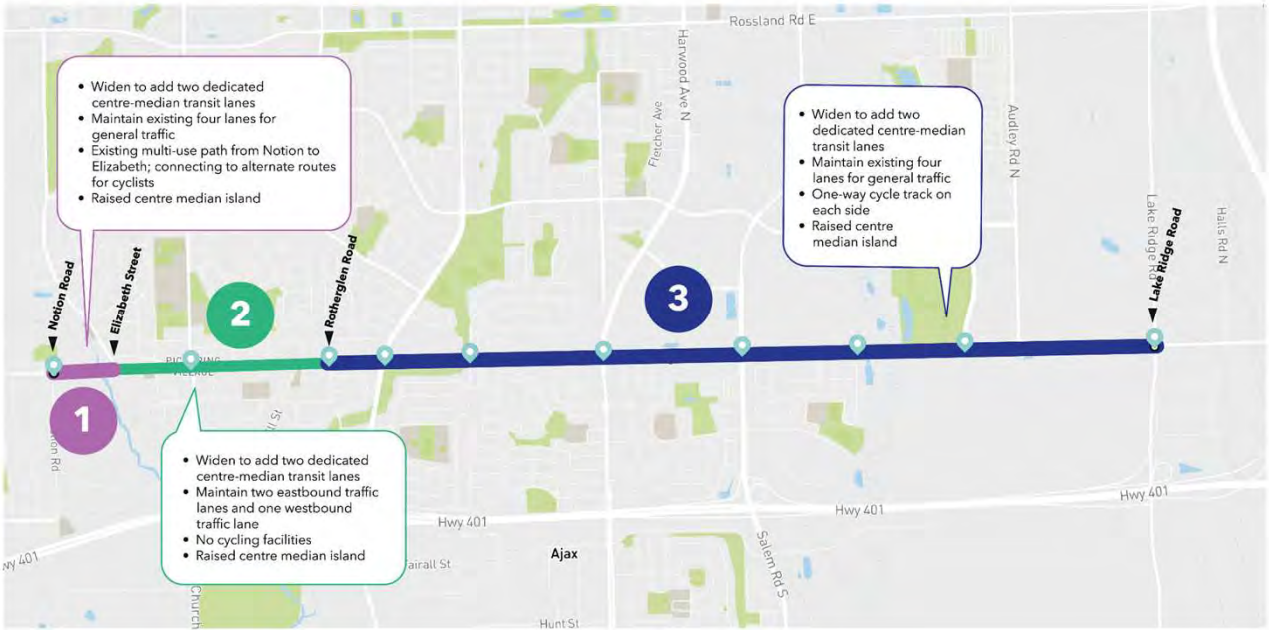 Rossland Rd E
Harwood Ave N
Fletcher Ave
Audley Rd N
Lake Ridge Rd
Halls Rd N
• Widen to add two dedicated
centre-median transit lanes
• Maintain existing four lanes for
general traffic
• Existing multi-use path from Notion to
Elizabeth; connecting to alternate routes
for cyclists
• Raised centre median island
• Widen to add two
dedicated centre-median
transit lanes
• Maintain existing four
lanes for general traffic
• One-way cycle track on
each side
• Raised centre
median island
Notion Road
Elizabeth Street
Rotherglen Road
Lake Ridge Road
2
3
1
• Widen to add two dedicated
centre-median transit lanes
• Maintain two eastbound traffic
lanes and one westbound
traffic lane
• No cycling facilities
• Raised centre median island
Hwy 401
Hwy 401
Hwy 401
wy 401
Ajax
Salem Rd S
airall St
Church
Hunt St